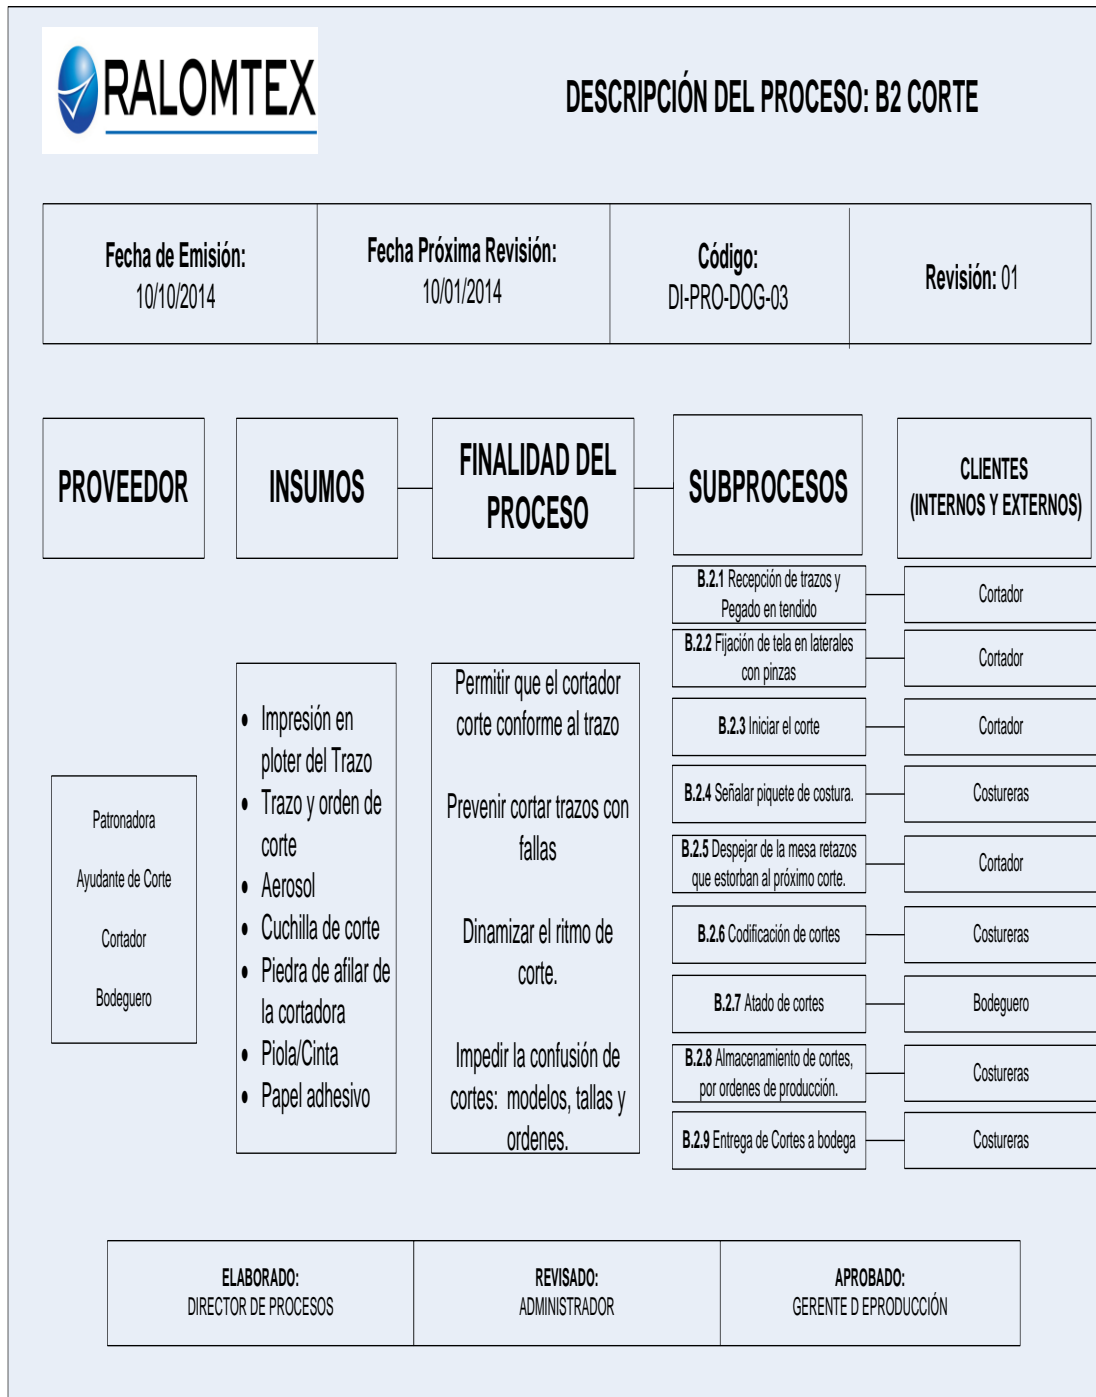 RALOMTEX
DESCRIPCIÓN DEL PROCESO: B2 CORTE
Fecha de Emisión:
10/10/2014
Fecha Próxima Revisión:
10/01/2014
Código:
DI-PRO-DOG-03
Revisión: 01
PROVEEDOR
INSUMOS
FINALIDAD DEL
PROCESO
SUBPROCESOS
CLIENTES
(INTERNOS Y EXTERNOS)
Patronadora
Ayudante de Corte
Cortador
Bodeguero
• Impresión en
ploter del Trazo
• Trazo y orden de
corte
• Aerosol
• Cuchilla de corte
• Piedra de afilar de
la cortadora
• Piola/Cinta
• Papel adhesivo
Permitir que el cortador
corte conforme al trazo
Prevenir cortar trazos con
fallas
Dinamizar el ritmo de
corte.
Impedir la confusión de
cortes: modelos, tallas y
ordenes.
B.2.1 Recepción de trazos y
Pegado en tendido
Cortador
B.2.2 Fijación de tela en laterales
con pinzas
Cortador
B.2.3 Iniciar el corte
Cortador
B.2.4 Señalar piquete de costura.
Costureras
B.2.5 Despejar de la mesa retazos
que estorban al próximo corte.
Cortador
B.2.6 Codificación de cortes
Costureras
B.2.7 Atado de cortes
Bodeguero
B.2.8 Almacenamiento de cortes,
por ordenes de producción.
Costureras
B.2.9 Entrega de Cortes a bodega
Costureras
ELABORADO:
DIRECTOR DE PROCESOS
REVISADO:
ADMINISTRADOR
APROBADO:
GERENTE D EPRODUCCIÓN